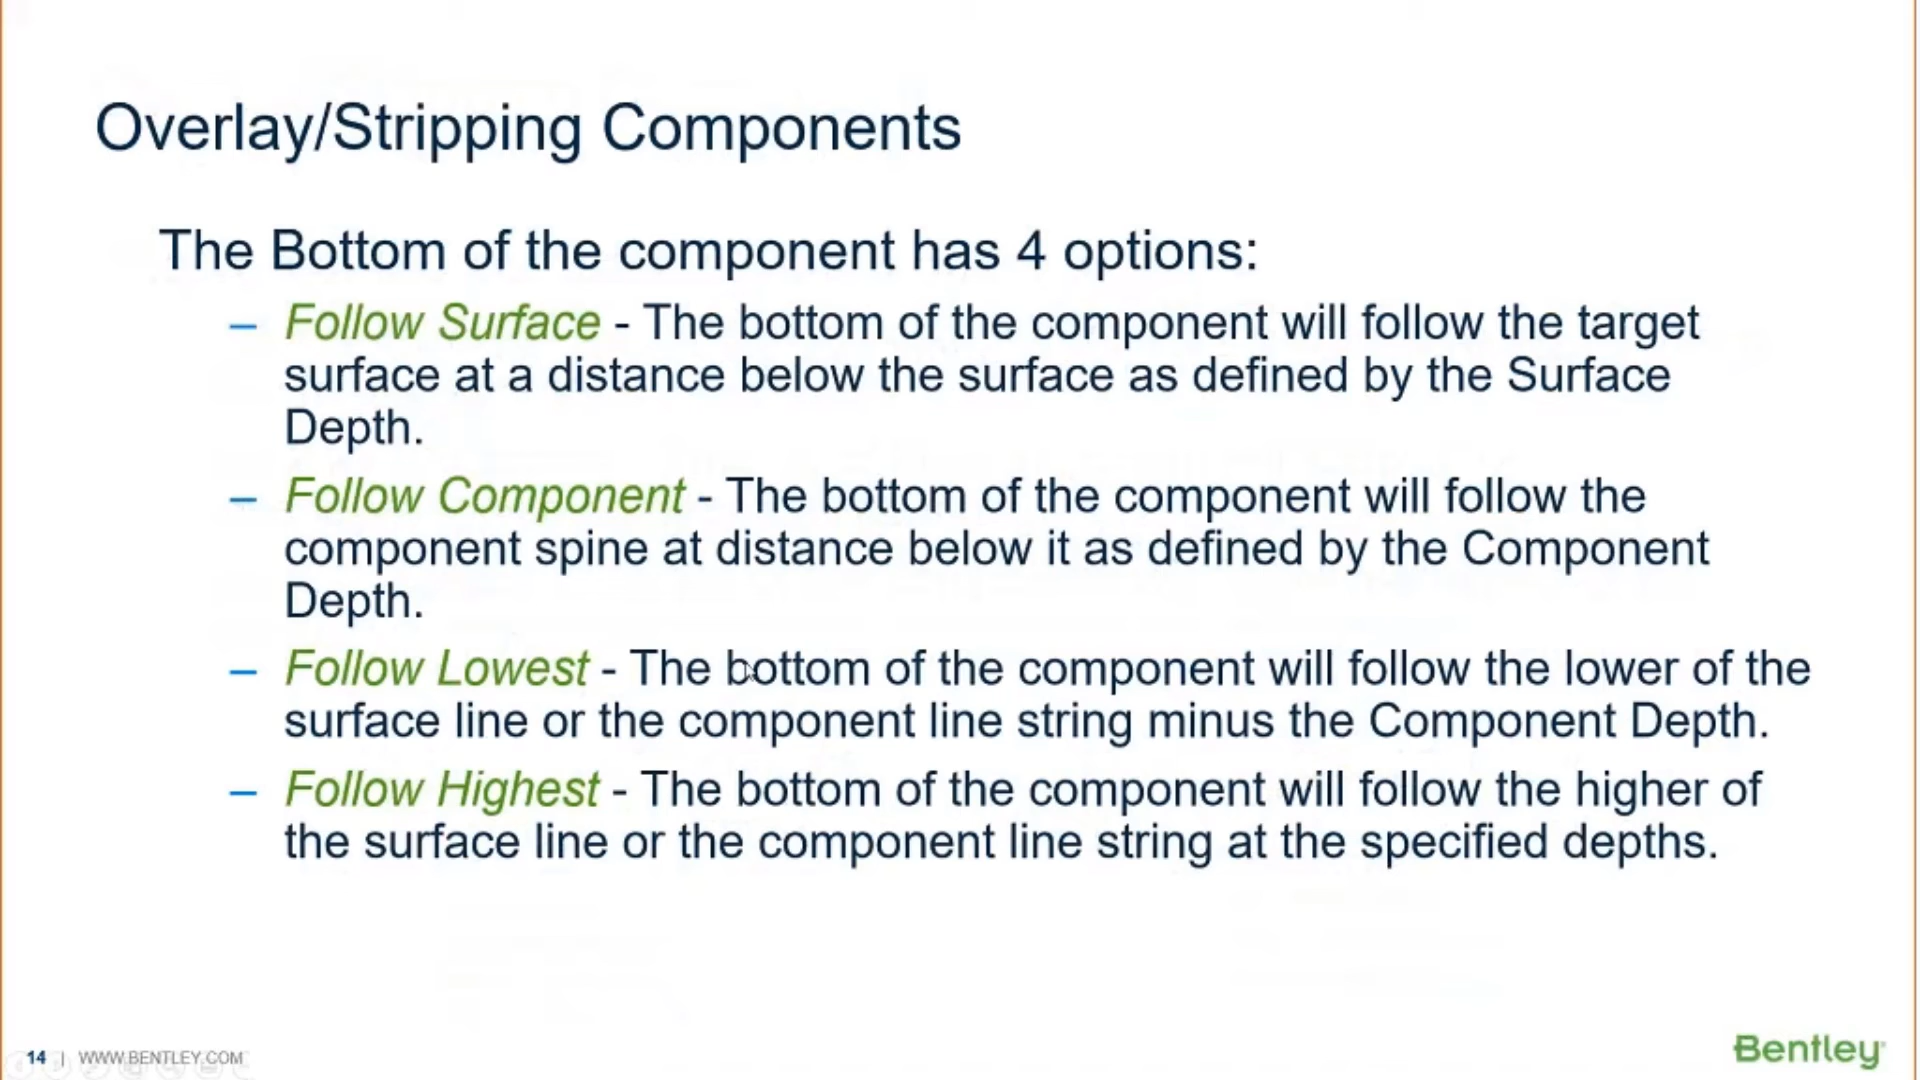 Overlay/Stripping Components
The Bottom of the component has 4 options:
– Follow Surface - The bottom of the component will follow the target
surface at a distance below the surface as defined by the Surface
Depth.
– Follow Component - The bottom of the component will follow the
component spine at distance below it as defined by the Component
Depth.
– Follow Lowest - The bottom of the component will follow the lower of the
surface line or the component line string minus the Component Depth.
– Follow Highest - The bottom of the component will follow the higher of
the surface line or the component line string at the specified depths.
14 | WWW.BENTLEY.COM
Bentley